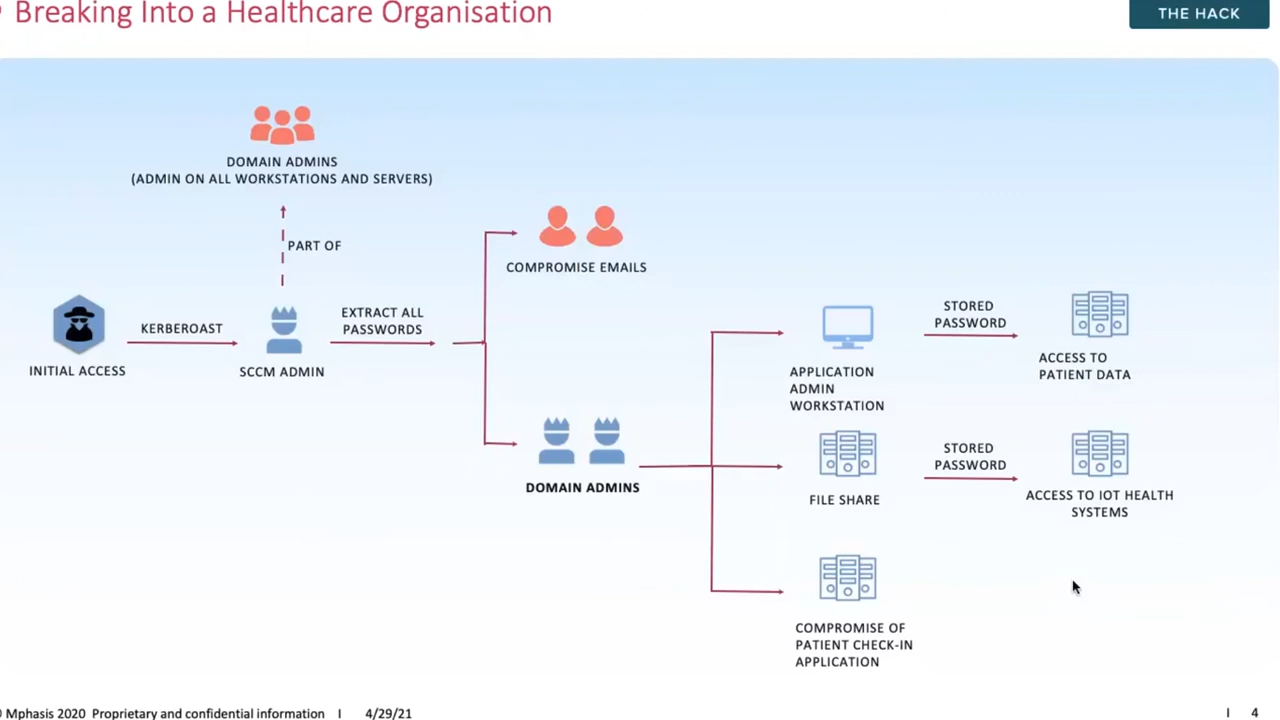 Breaking Into a Healthcare Organisation
THE HACK
DOMAIN ADMINS
(ADMIN ON ALL WORKSTATIONS AND SERVERS)
PART OF
COMPROMISE EMAILS
INITIAL ACCESS
KERBEROAST
SCCM ADMIN
EXTRACT ALL
PASSWORDS
DOMAIN ADMINS
APPLICATION
ADMIN
WORKSTATION
STORED
PASSWORD
ACCESS TO
PATIENT DATA
FILE SHARE
STORED
PASSWORD
ACCESS TO IOT HEALTH
SYSTEMS
COMPROMISE OF
PATIENT CHECK-IN
APPLICATION
Mphasis 2020 Proprietary and confidential information | 4/29/21
| 4